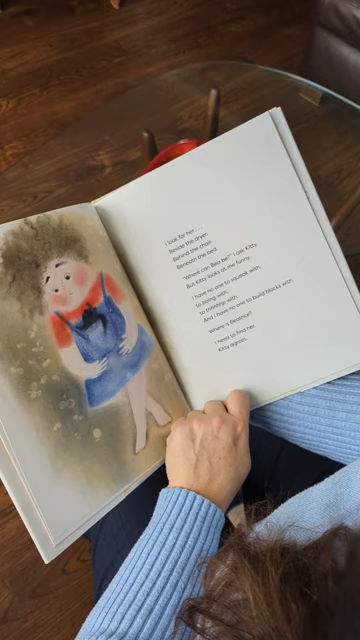 I look for her . . .
Beside the dryer.
Behind the chair.
Beneath the bed.
"Where can Bea be?" I ask Kitty.
But Kitty looks at me funny.
I have no one to squeak with,
to boing with,
to shhhhhp with.
And I have no one to build blocks with.
Where is Beatrice?
I need to find her.
Kitty agrees.